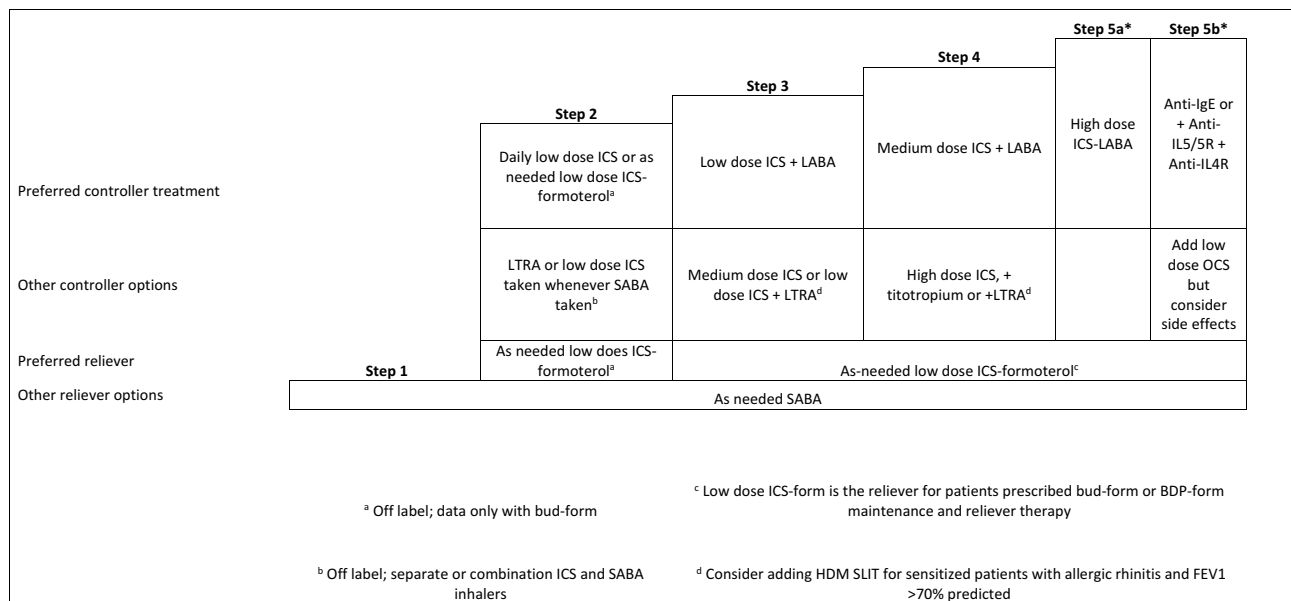 Step 5a*
Step 5b*
Step 4
Step 3
Step 2
Preferred controller treatment
Daily low dose ICS or as
needed low dose ICS-
formoterolᵃ
Low dose ICS + LABA
Medium dose ICS + LABA
High dose
ICS-LABA
Anti-IgE or
+ Anti-
IL5/5R +
Anti-IL4R
Other controller options
LTRA or low dose ICS
taken whenever SABA
takenᵇ
Medium dose ICS or low
dose ICS + LTRAᵈ
High dose ICS, +
titotropium or +LTRAᵈ
Add low
dose OCS
but
consider
side effects
Preferred reliever
Step 1
As needed low does ICS-
formoterolᵃ
As-needed low dose ICS-formoterolᶜ
Other reliever options
As needed SABA
ᵃ Off label; data only with bud-form
ᶜ Low dose ICS-form is the reliever for patients prescribed bud-form or BDP-form
maintenance and reliever therapy
ᵇ Off label; separate or combination ICS and SABA
inhalers
ᵈ Consider adding HDM SLIT for sensitized patients with allergic rhinitis and FEV1
>70% predicted